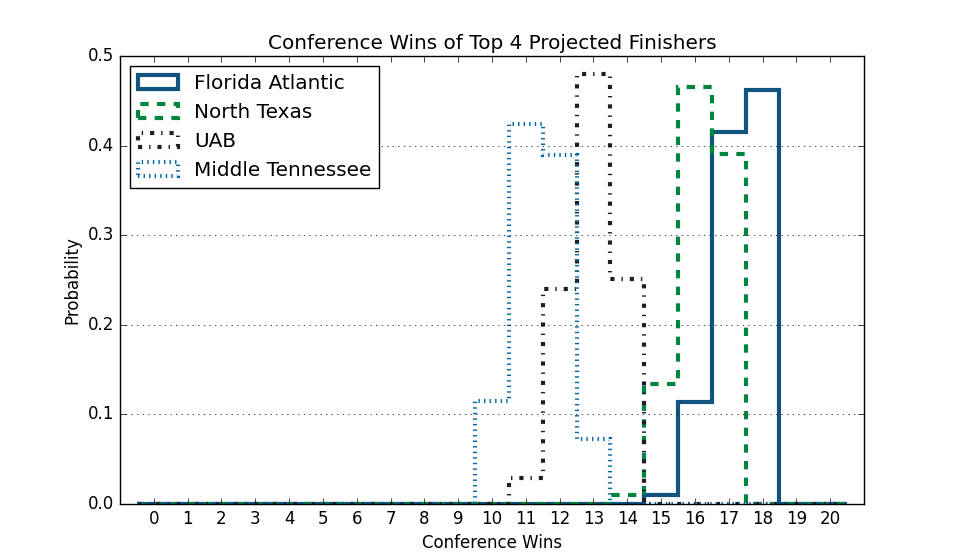 Conference Wins of Top 4 Projected Finishers
0.5
Florida Atlantic
North Texas
UAB
Middle Tennessee
0.4
0.3
0.2
0.1
0.0
Probability
0 1 2 3 4 5 6 7 8 9 10 11 12 13 14 15 16 17 18 19 20
Conference Wins